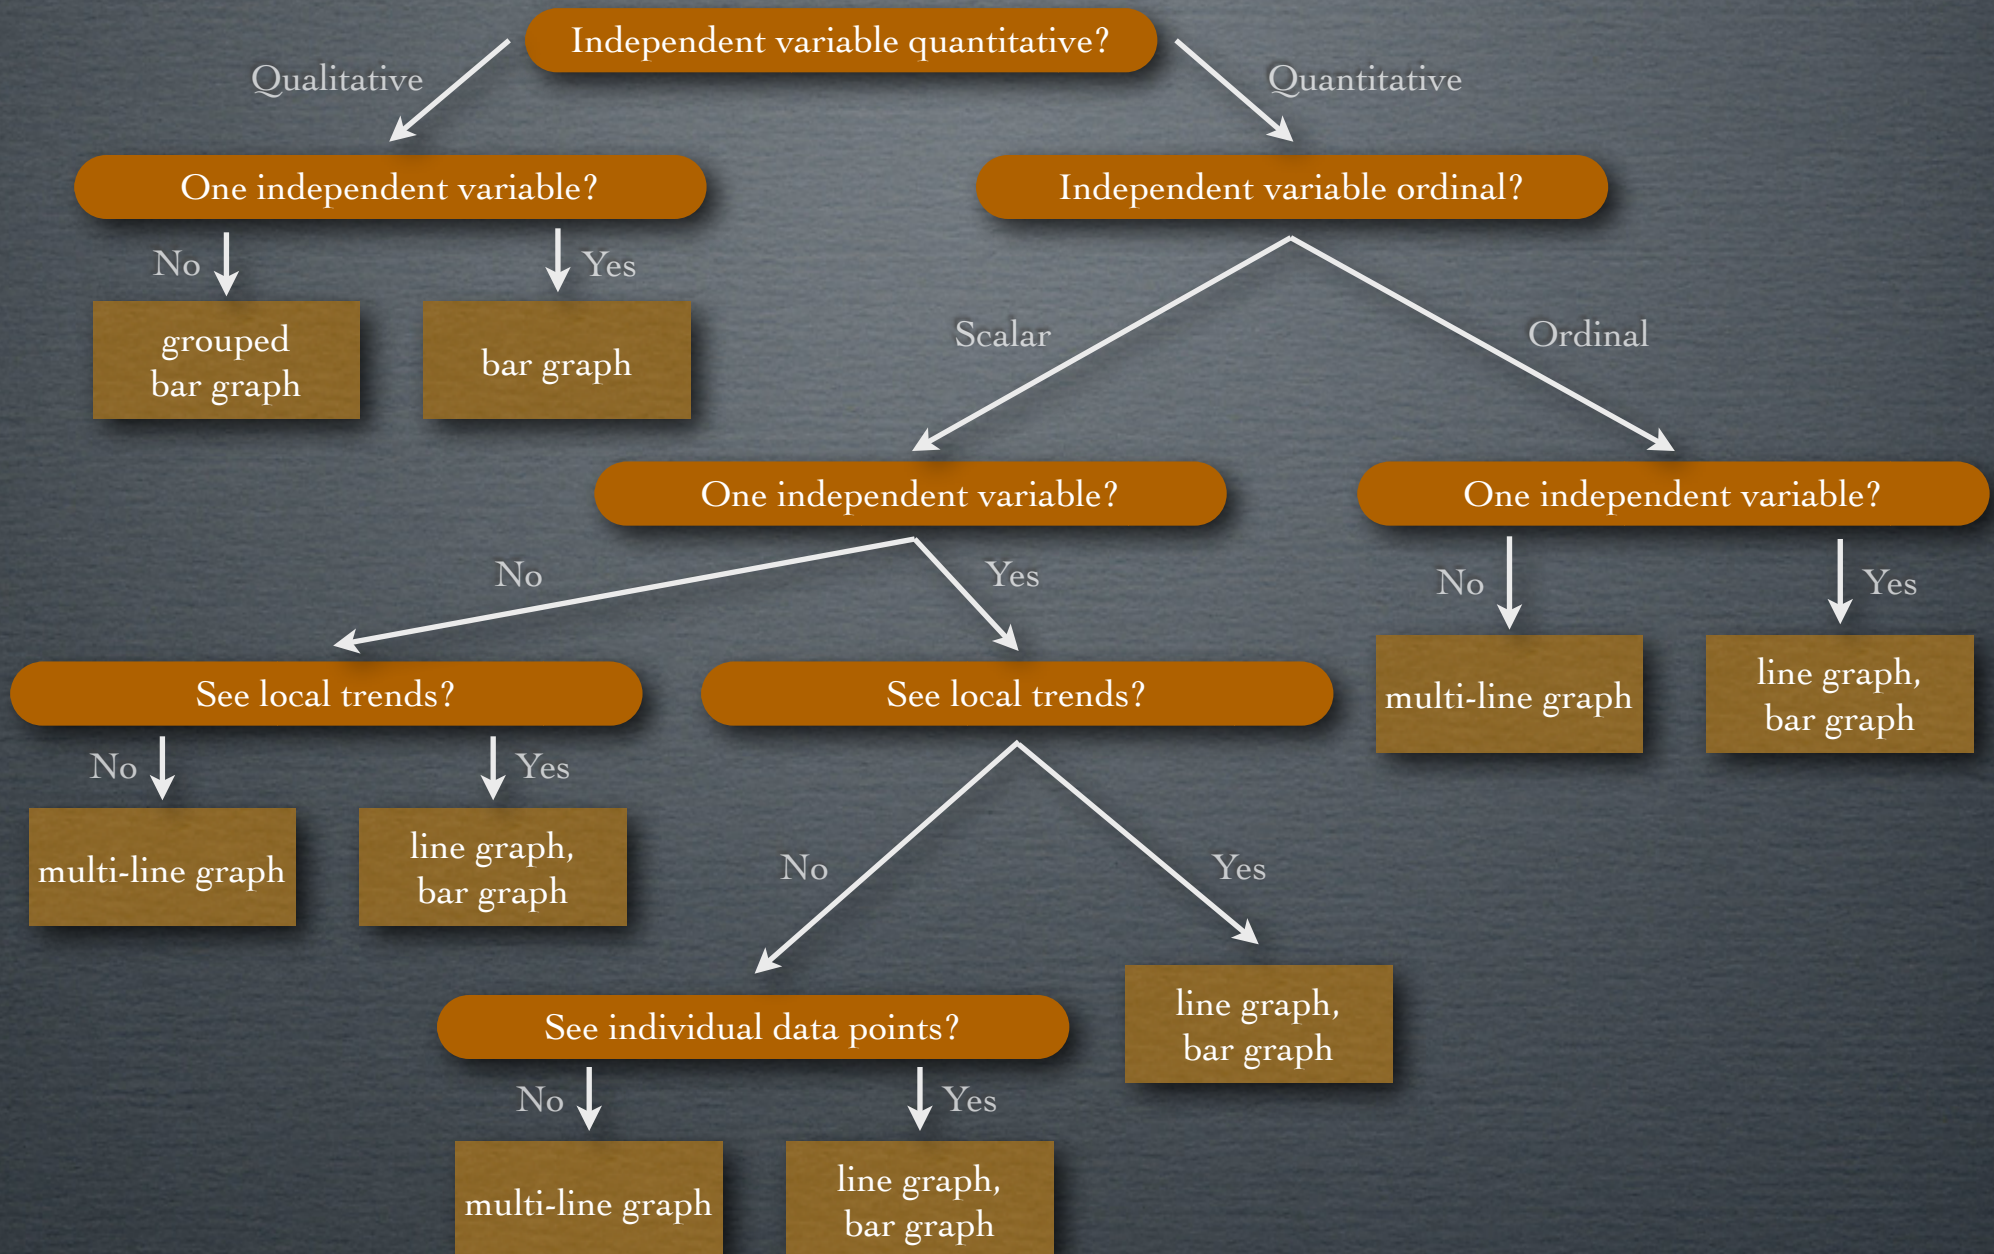 Independent variable quantitative?
Qualitative
Quantitative
One independent variable?
Independent variable ordinal?
No
Yes
grouped
bar graph
bar graph
Scalar
Ordinal
One independent variable?
One independent variable?
No
Yes
No
Yes
See local trends?
See local trends?
multi-line graph
line graph,
bar graph
No
Yes
multi-line graph
line graph,
bar graph
No
Yes
See individual data points?
line graph,
bar graph
No
Yes
multi-line graph
line graph,
bar graph